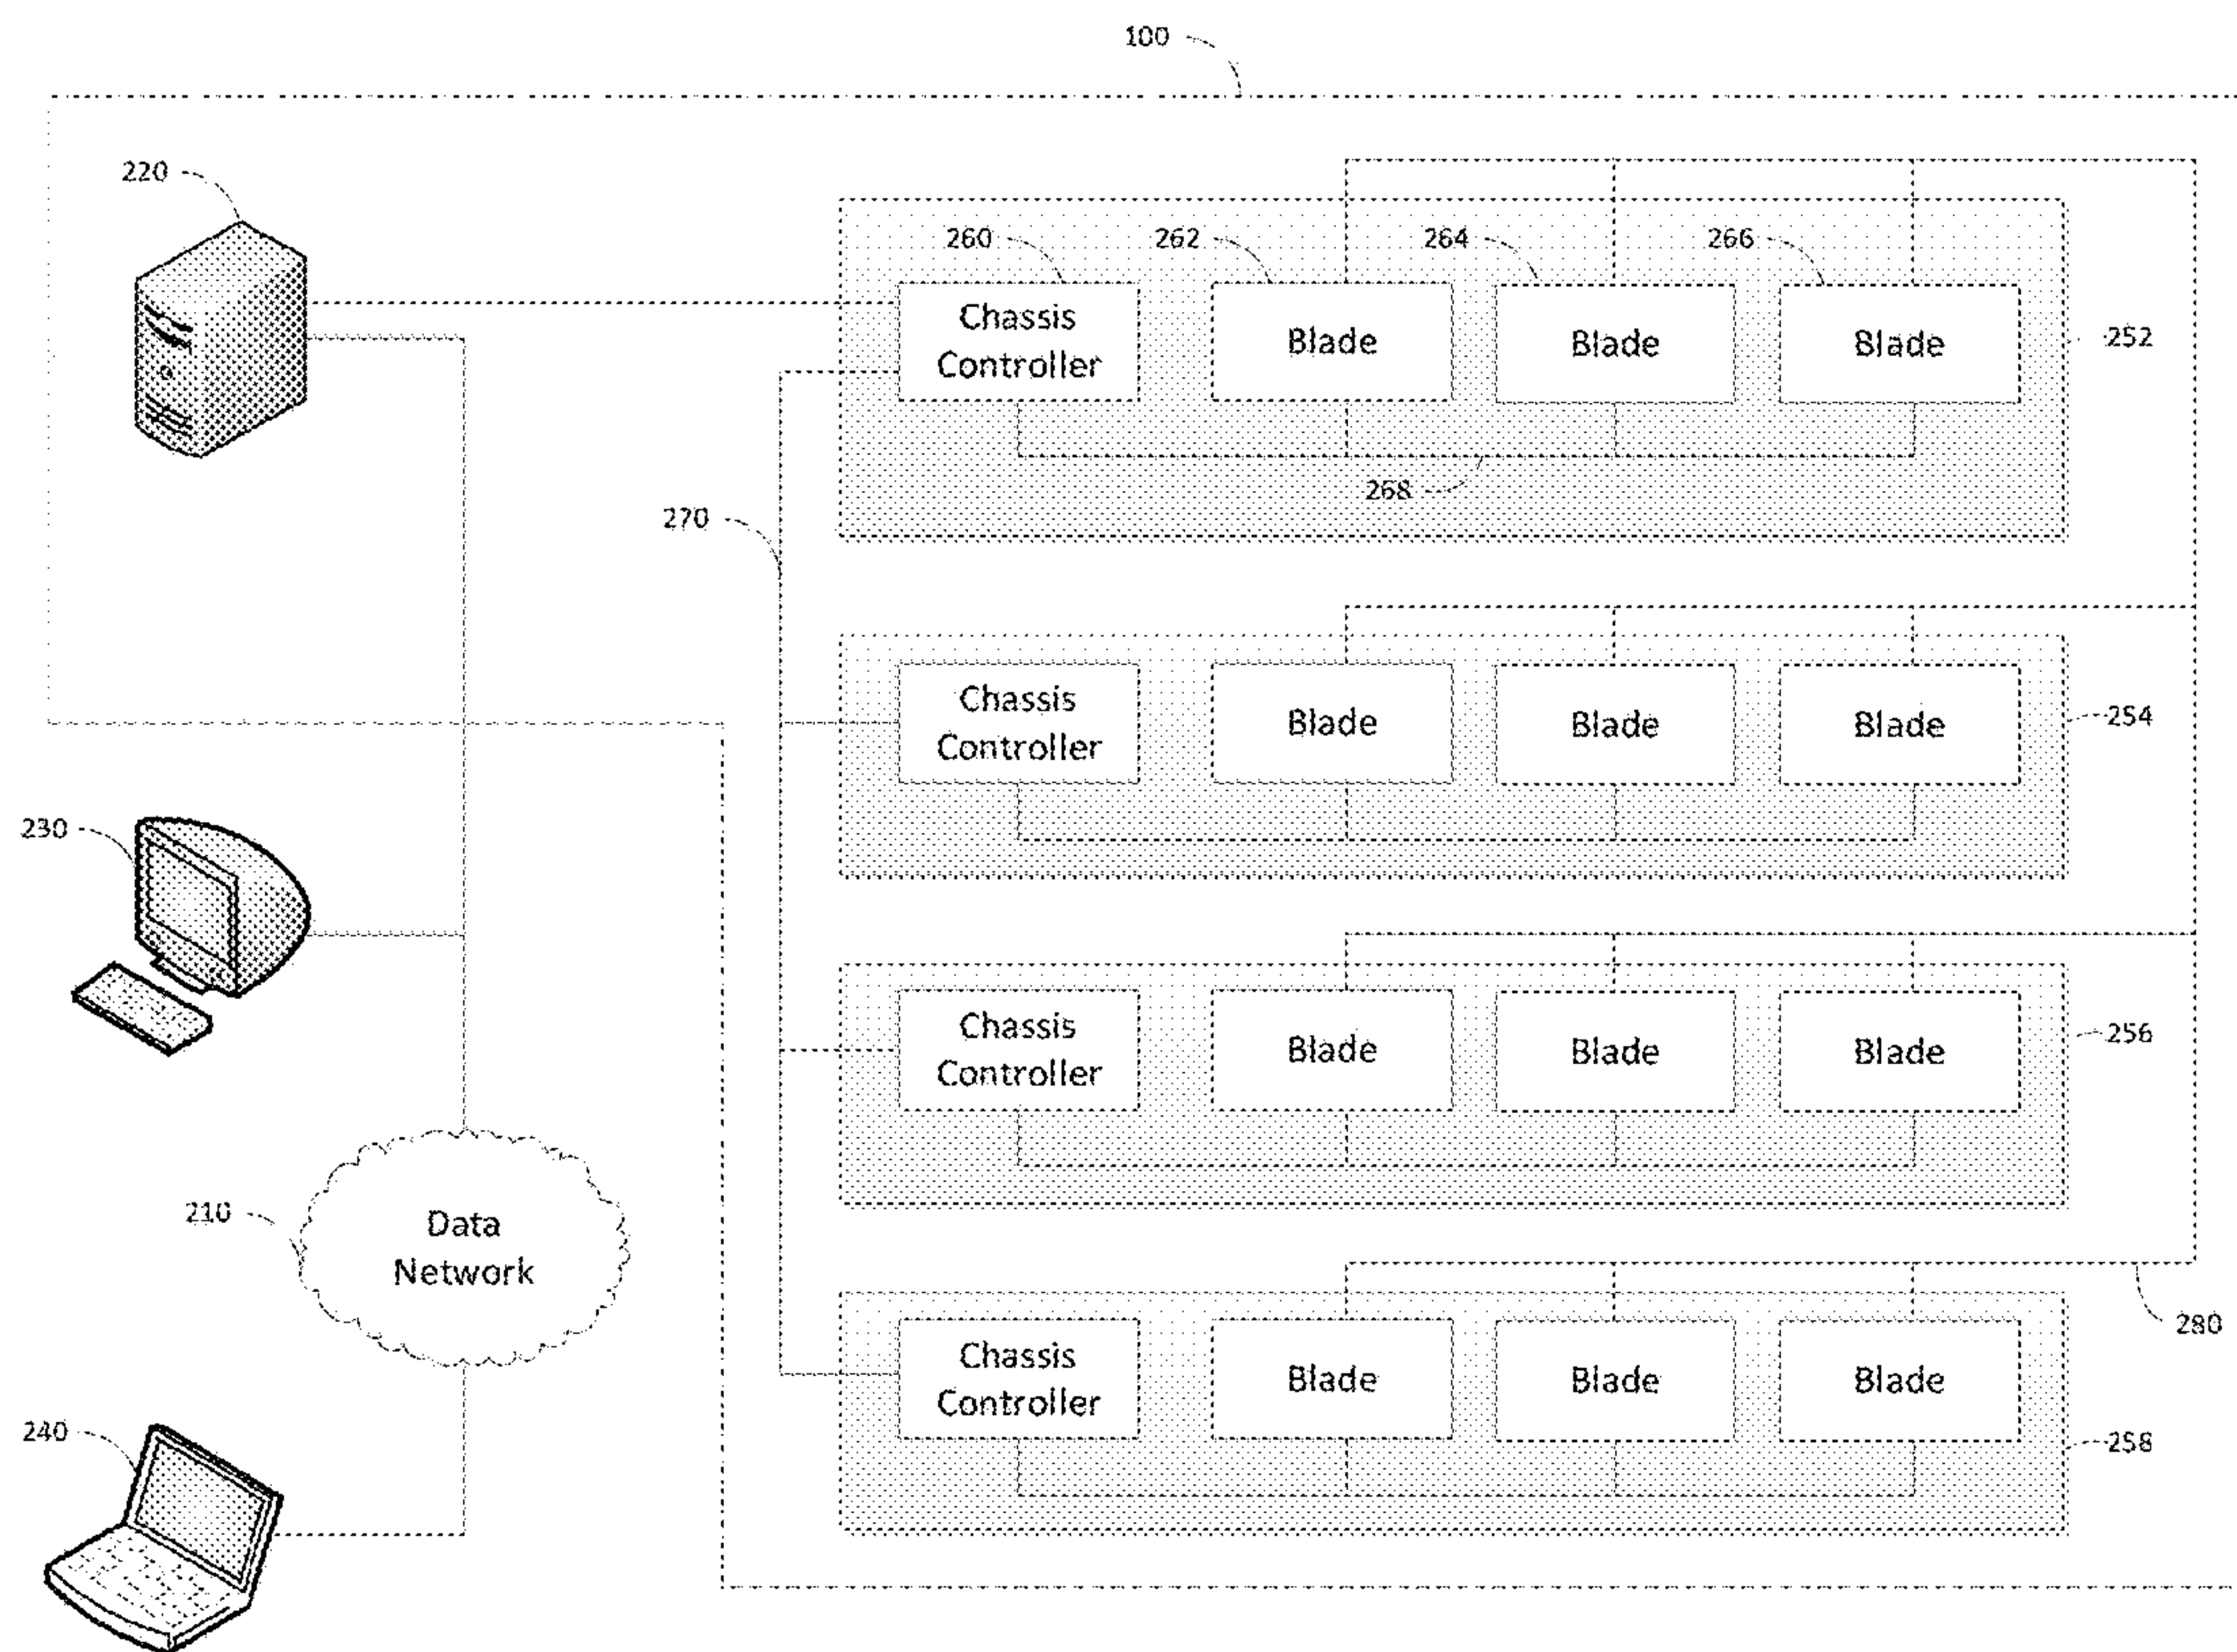 100
220
260
262
264
266
Chassis
Controller
Blade
Blade
Blade
252
268
270
Chassis
Controller
Blade
Blade
Blade
254
230
Chassis
Controller
Blade
Blade
Blade
256
210
Data
Network
280
Chassis
Controller
Blade
Blade
Blade
240
258